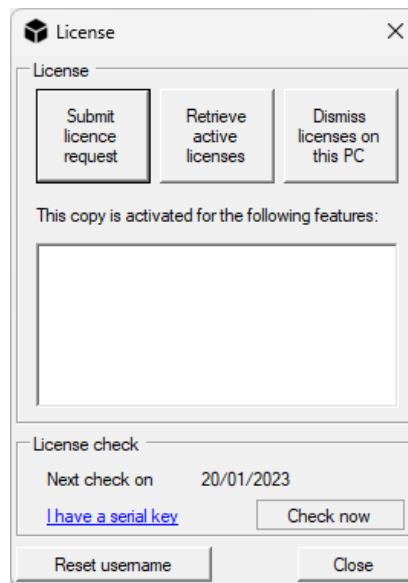 License
License
Submit
licence
request
Retrieve
active
licenses
Dismiss
licenses on
this PC
This copy is activated for the following features:
License check
Next check on 20/01/2023
I have a serial key Check now
Reset username Close